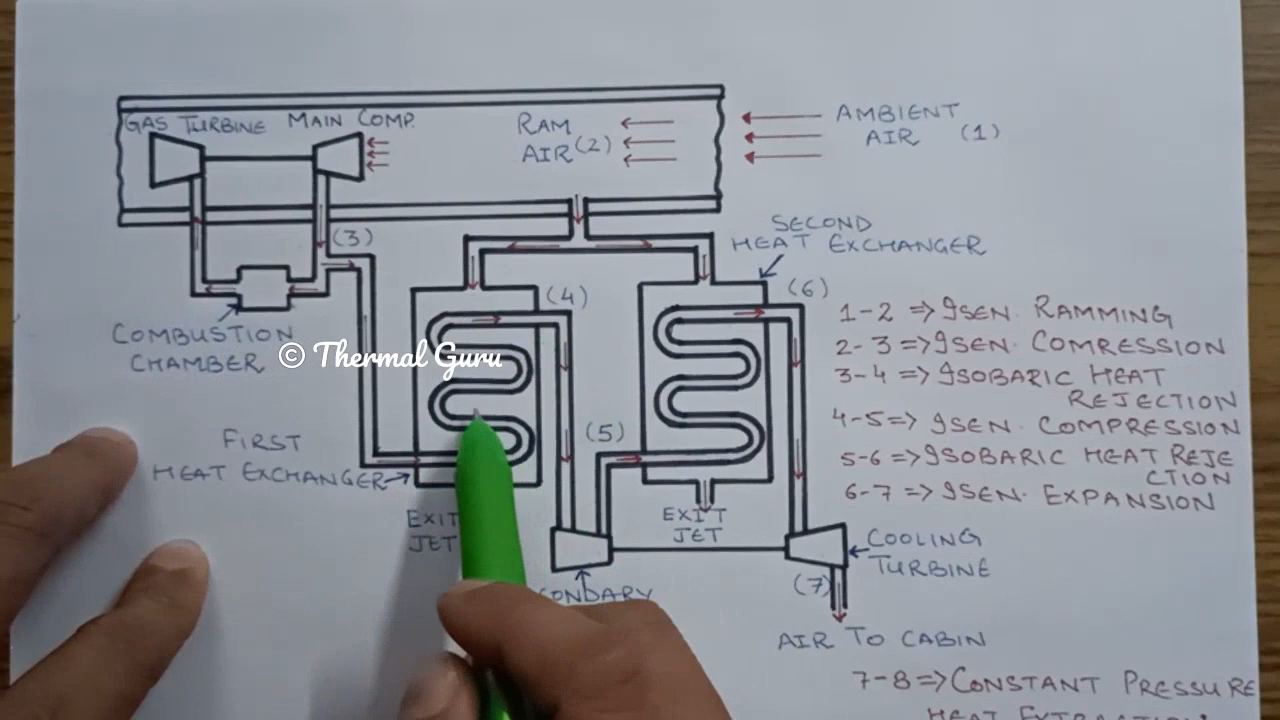 GAS TURBINE MAIN COMP.
RAM
AIR (2)
AMBIENT
AIR (1)
(3)
SECOND
HEAT EXCHANGER
(4)
(6)
COMBUSTION
CHAMBER
© Thermal Guru
FIRST
HEAT EXCHANGER
(5)
EXIT
JET
EXIT
JET
COOLING
TURBINE
(7)
AIR TO CABIN
1-2 => ISEN. RAMMING
2-3 => ISEN. COMRESSION
3-4 => ISOBARIC HEAT
REJECTION
4-5 => ISEN. COMPRESSION
5-6 => ISOBARIC HEAT REJE
CTION
6-7 => ISEN. EXPANSION
7-8 => CONSTANT PRESSURE
HEAT